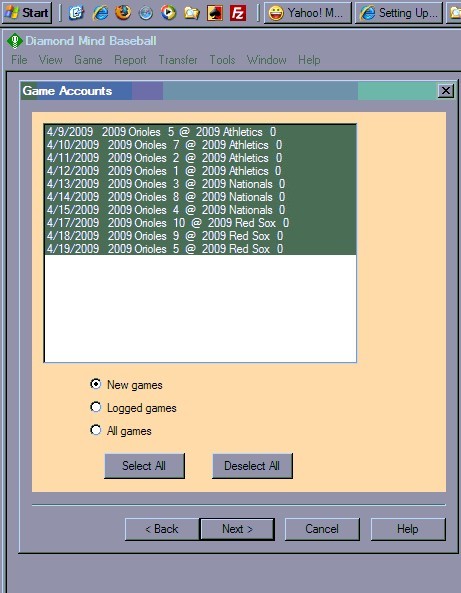 Start Yahoo! M... Setting Up...
Diamond Mind Baseball
File View Game Report Transfer Tools Window Help
Game Accounts
4/9/2009 2009 Orioles 5 @ 2009 Athletics 0
4/10/2009 2009 Orioles 7 @ 2009 Athletics 0
4/11/2009 2009 Orioles 2 @ 2009 Athletics 0
4/12/2009 2009 Orioles 1 @ 2009 Athletics 0
4/13/2009 2009 Orioles 3 @ 2009 Nationals 0
4/14/2009 2009 Orioles 8 @ 2009 Nationals 0
4/15/2009 2009 Orioles 4 @ 2009 Nationals 0
4/17/2009 2009 Orioles 10 @ 2009 Red Sox 0
4/18/2009 2009 Orioles 9 @ 2009 Red Sox 0
4/19/2009 2009 Orioles 5 @ 2009 Red Sox 0
New games
Logged games
All games
Select All Deselect All
< Back Next > Cancel Help